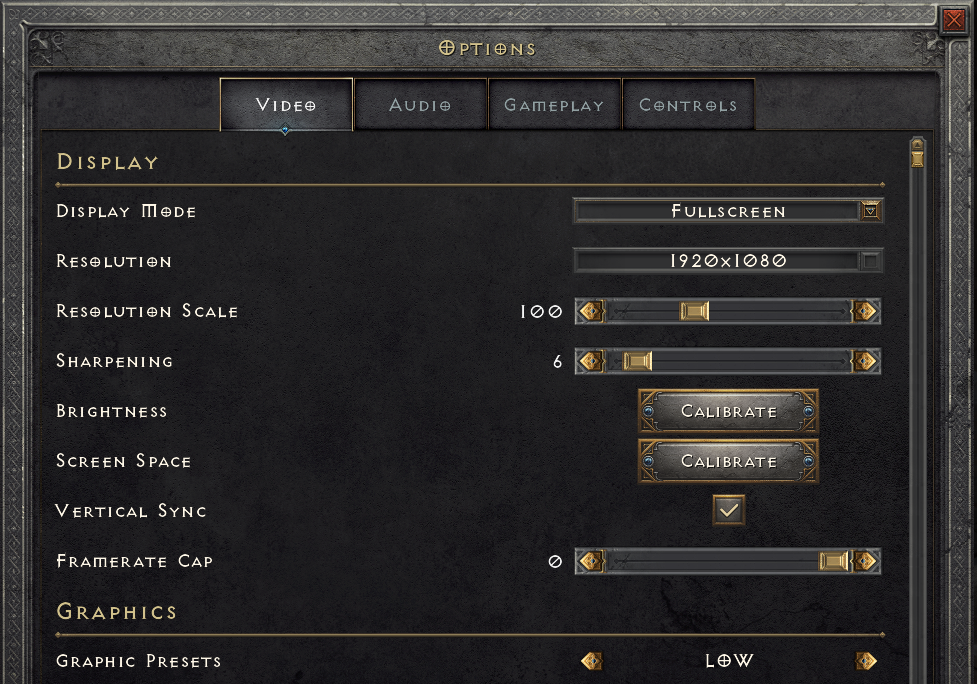 Options
Video Audio Gameplay Controls
Display
Display Mode Fullscreen
Resolution 1920x1080
Resolution Scale 100
Sharpening 6
Brightness Calibrate
Screen Space Calibrate
Vertical Sync
Framerate Cap 0
Graphics
Graphic Presets Low